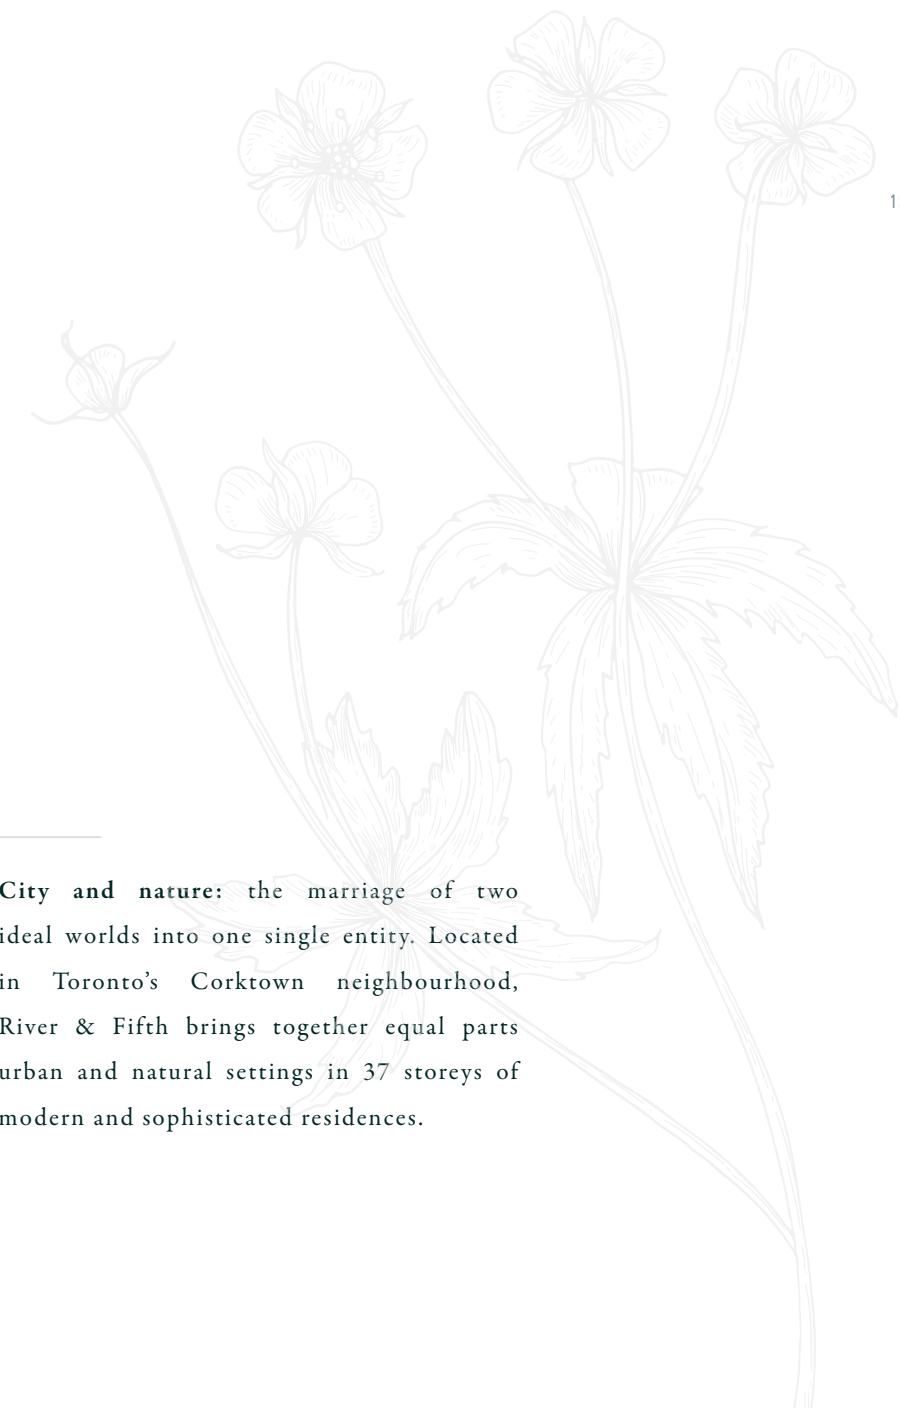 1
City and nature: the marriage of two
ideal worlds into one single entity. Located
in Toronto’s Corktown neighbourhood,
River & Fifth brings together equal parts
urban and natural settings in 37 storeys of
modern and sophisticated residences.